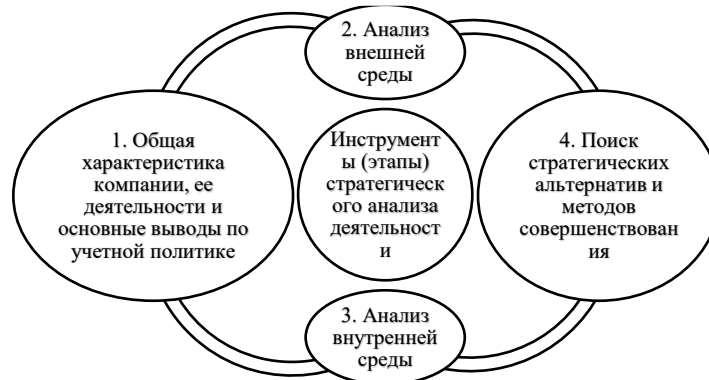 2. Анализ
внешней
среды
1. Общая
характеристика
компании, ее
деятельности и
основные выводы по
учетной политике
Инструмент
ы (этапы)
стратегическ
ого анализа
деятельност
и
4. Поиск
стратегических
альтернатив и
методов
совершенствован
ия
3. Анализ
внутренней
среды